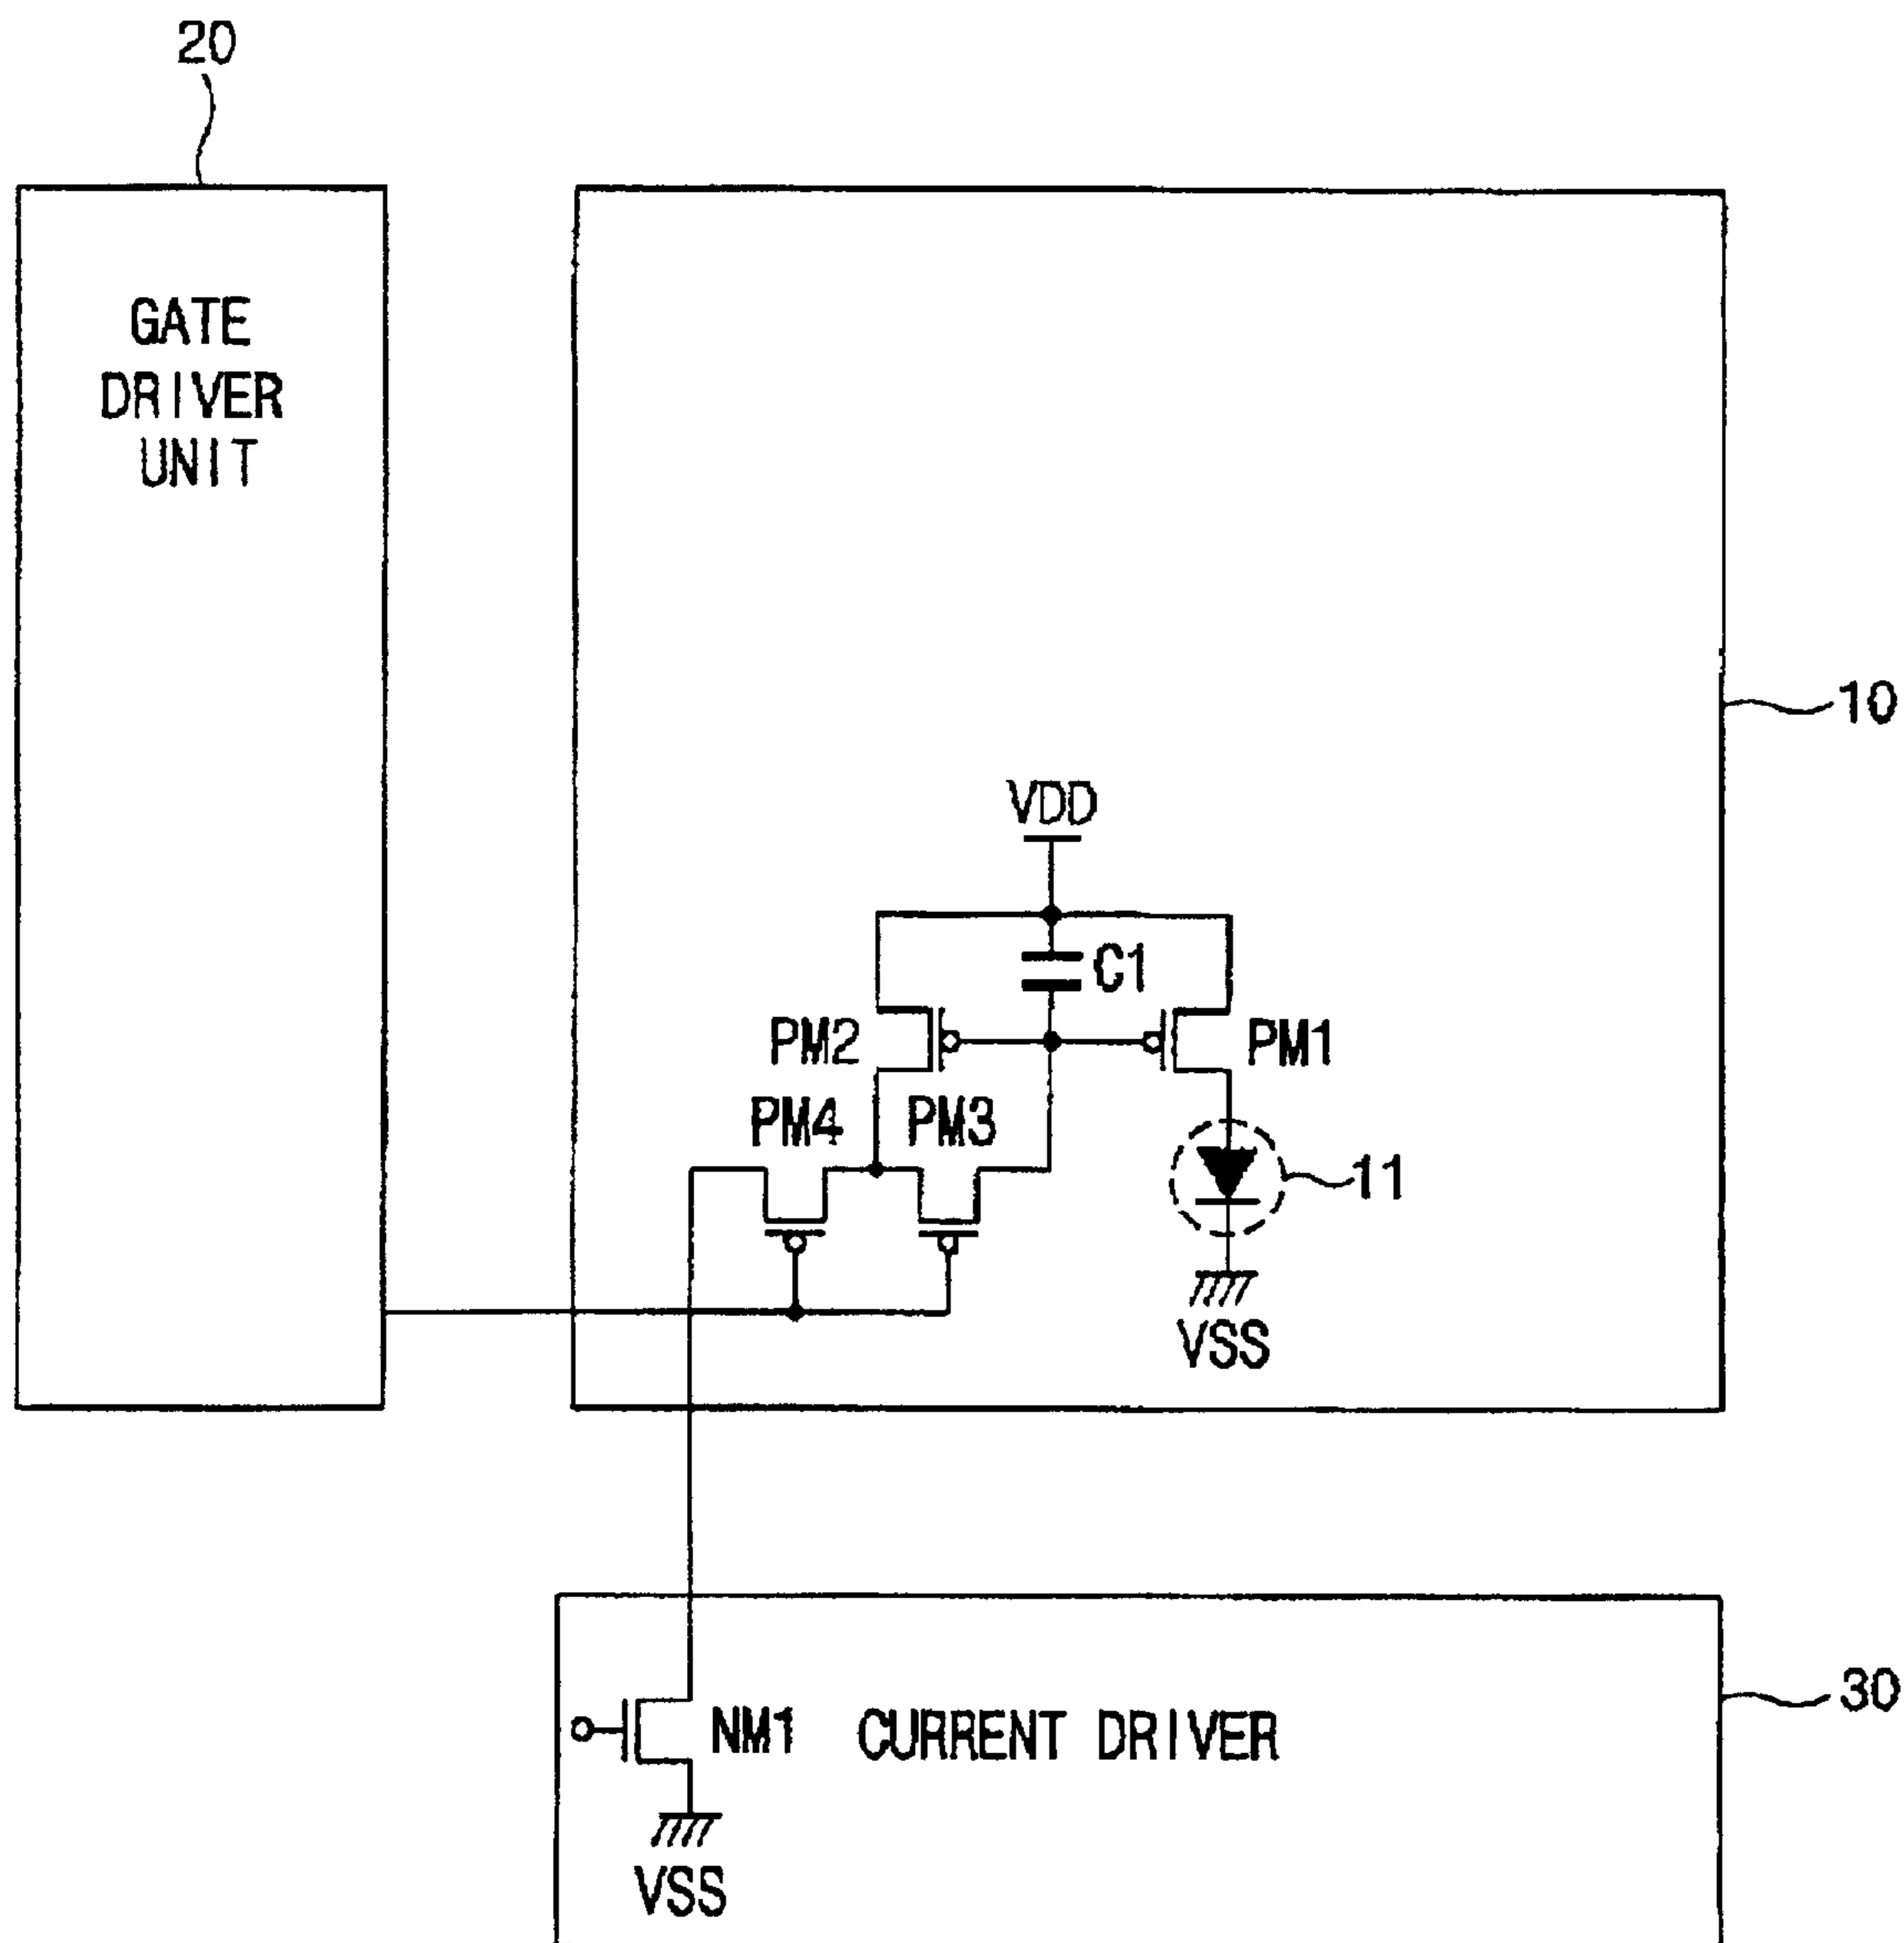 20
GATE
DRIVER
UNIT
10
VDD
C1
PM2
PM1
PM4
PM3
11
VSS
30
NM1
CURRENT DRIVER
VSS